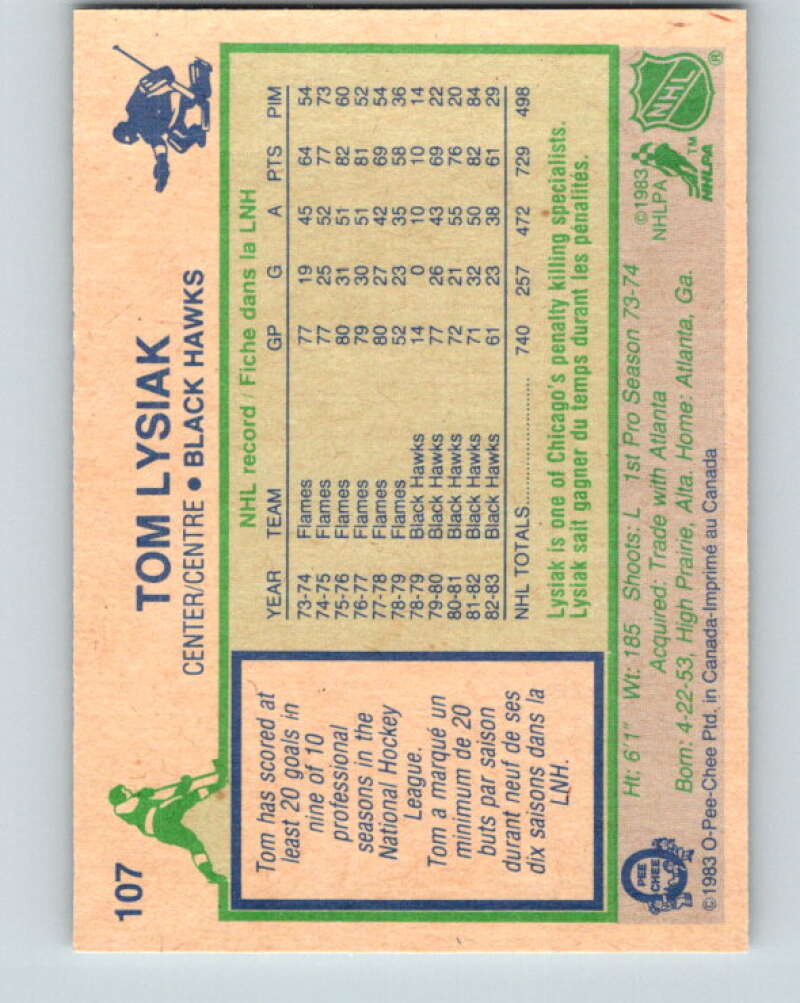 107
TOM LYSIAK
CENTER/CENTRE • BLACK HAWKS
Tom has scored at
least 20 goals in
nine of 10
professional
seasons in the
National Hockey
League.
Tom a marqué un
minimum de 20
buts par saison
durant neuf de ses
dix saisons dans la
LNH.
NHL record / Fiche dans la LNH
YEAR TEAM GP G A PTS PIM
73-74 Flames 77 19 45 64 54
74-75 Flames 77 25 52 77 73
75-76 Flames 80 31 51 82 60
76-77 Flames 79 30 51 81 52
77-78 Flames 80 27 42 69 54
78-79 Flames 52 23 35 58 36
78-79 Black Hawks 14 0 10 10 14
79-80 Black Hawks 77 26 43 69 22
80-81 Black Hawks 72 21 55 76 20
81-82 Black Hawks 71 32 50 82 84
82-83 Black Hawks 61 23 38 61 29
NHL TOTALS.................... 740 257 472 729 498
Lysiak is one of Chicago's penalty killing specialists.
Lysiak sait gagner du temps durant les pénalités.
Ht: 6'1" Wt: 185 Shoots: L 1st Pro Season 73-74
Acquired: Trade with Atlanta
Born: 4-22-53, High Prairie, Alta. Home: Atlanta, Ga.
©1983 O-Pee-Chee Ptd. in Canada-Imprimé au Canada
O PEE CHEE
©1983
NHLPA
NHL ®
NHLPA ™